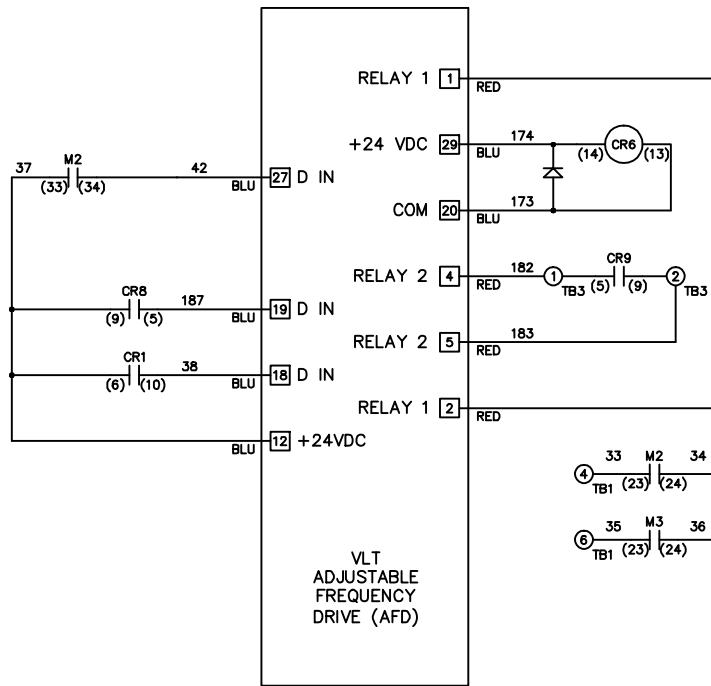 RELAY 1 1
RED
+24 VDC 29 174
BLU (14) CR6 (13)
37 M2 42
(33) (34) BLU 27 D IN
COM 20 173
BLU
RELAY 2 4 182 1 CR9 2
RED TB3 (5) (9) TB3
CR8 187
(9) (5) BLU 19 D IN
RELAY 2 5 183
RED
CR1 38
(6) (10) BLU 18 D IN
RELAY 1 2
RED
BLU 12 +24VDC
33 M2 34
4 TB1 (23) (24)
35 M3 36
6 TB1 (23) (24)
VLT
ADJUSTABLE
FREQUENCY
DRIVE (AFD)